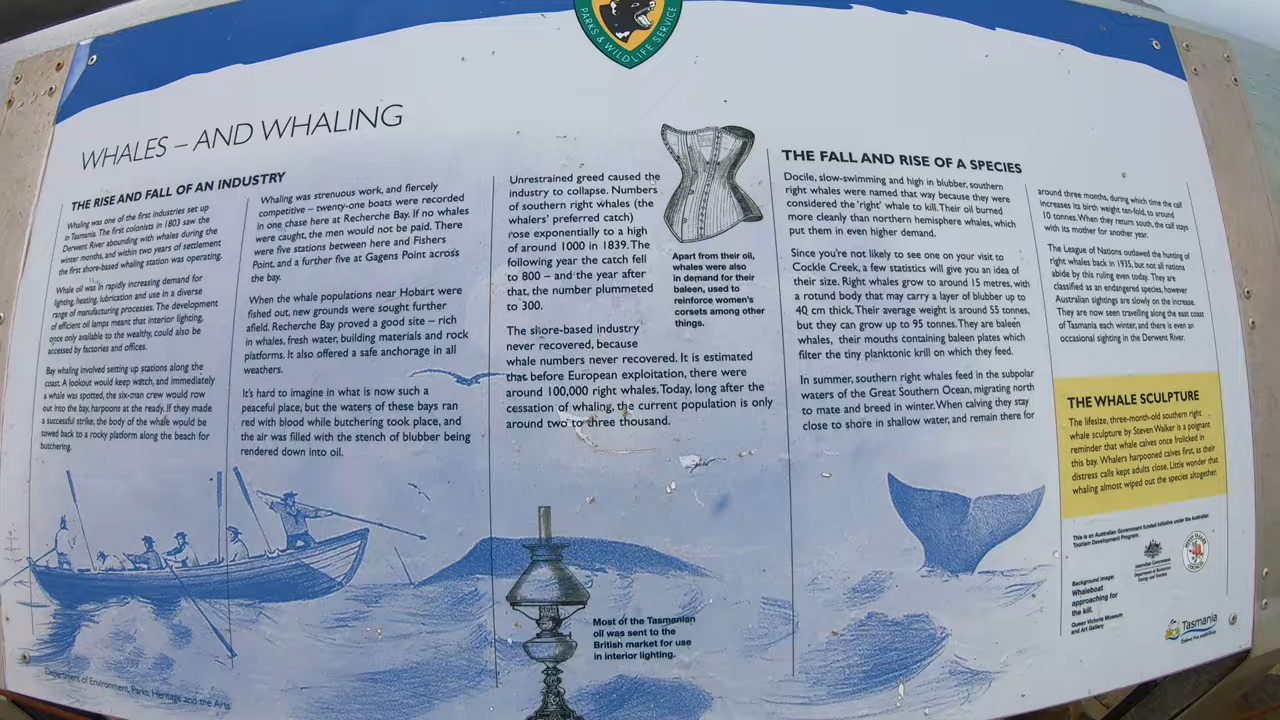 PARKS & WILDLIFE SERVICE
WHALES – AND WHALING
THE RISE AND FALL OF AN INDUSTRY
Whaling was one of the first industries set up
in Tasmania. The first colonists in 1803 saw the
Derwent River abounding with whales during the
winter months, and within two years of settlement
the first shore-based whaling station was operating.
Whale oil was in rapidly increasing demand for
lighting, heating, lubrication and use in a diverse
range of manufacturing processes. The development
of efficient oil lamps meant that interior lighting,
once only available to the wealthy, could also be
accessed by factories and offices.
Bay whaling involved setting up stations along the
coast. A lookout would keep watch, and immediately
a whale was spotted, the six-man crew would row
out into the bay, harpoons at the ready. If they made
a successful strike, the body of the whale would be
towed back to a rocky platform along the beach for
butchering.
Whaling was strenuous work, and fiercely
competitive – twenty-one boats were recorded
in one chase here at Recherche Bay. If no whales
were caught, the men would not be paid. There
were five stations between here and Fishers
Point, and a further five at Gagens Point across
the bay.
When the whale populations near Hobart were
fished out, new grounds were sought further
afield. Recherche Bay proved a good site – rich
in whales, fresh water, building materials and rock
platforms. It also offered a safe anchorage in all
weathers.
It's hard to imagine in what is now such a
peaceful place, but the waters of these bays ran
red with blood while butchering took place, and
the air was filled with the stench of blubber being
rendered down into oil.
Unrestrained greed caused the
industry to collapse. Numbers
of southern right whales (the
whalers' preferred catch)
rose exponentially to a high
of around 1000 in 1839. The
following year the catch fell
to 800 – and the year after
that, the number plummeted
to 300.
The shore-based industry
never recovered, because
whale numbers never recovered. It is estimated
that before European exploitation, there were
around 100,000 right whales. Today, long after the
cessation of whaling, the current population is only
around two to three thousand.
Apart from their oil,
whales were also
in demand for their
baleen, used to
reinforce women's
corsets among other
things.
Most of the Tasmanian
oil was sent to the
British market for use
in interior lighting.
THE FALL AND RISE OF A SPECIES
Docile, slow-swimming and high in blubber, southern
right whales were named that way because they were
considered the 'right' whale to kill. Their oil burned
more cleanly than northern hemisphere whales, which
put them in even higher demand.
Since you're not likely to see one on your visit to
Cockle Creek, a few statistics will give you an idea of
their size. Right whales grow to around 15 metres, with
a rotund body that may carry a layer of blubber up to
40 cm thick. Their average weight is around 55 tonnes,
but they can grow up to 95 tonnes. They are baleen
whales, their mouths containing baleen plates which
filter the tiny planktonic krill on which they feed.
In summer, southern right whales feed in the subpolar
waters of the Great Southern Ocean, migrating north
to mate and breed in winter. When calving they stay
close to shore in shallow water, and remain there for
around three months, during which time the calf
increases its birth weight ten-fold, to around
10 tonnes. When they return south, the calf stays
with its mother for another year.
The League of Nations outlawed the hunting of
right whales back in 1935, but not all nations
abide by this ruling even today. They are
classified as an endangered species, however
Australian sightings are slowly on the increase.
They are now seen travelling along the east coast
of Tasmania each winter, and there is even an
occasional sighting in the Derwent River.
THE WHALE SCULPTURE
The lifesize, three-month-old southern right
whale sculpture by Steven Walker is a poignant
reminder that whale calves once frolicked in
this bay. Whalers harpooned calves first, as their
distress calls kept adults close. Little wonder that
whaling almost wiped out the species altogether.
This is an Australian Government funded initiative under the Australian
Tourism Development Program.
Australian Government
Background image:
Whaleboat
approaching for
the kill.
Queen Victoria Museum
and Art Gallery
Tasmania
Explore the possibilities
Department of Environment, Parks, Heritage and the Arts